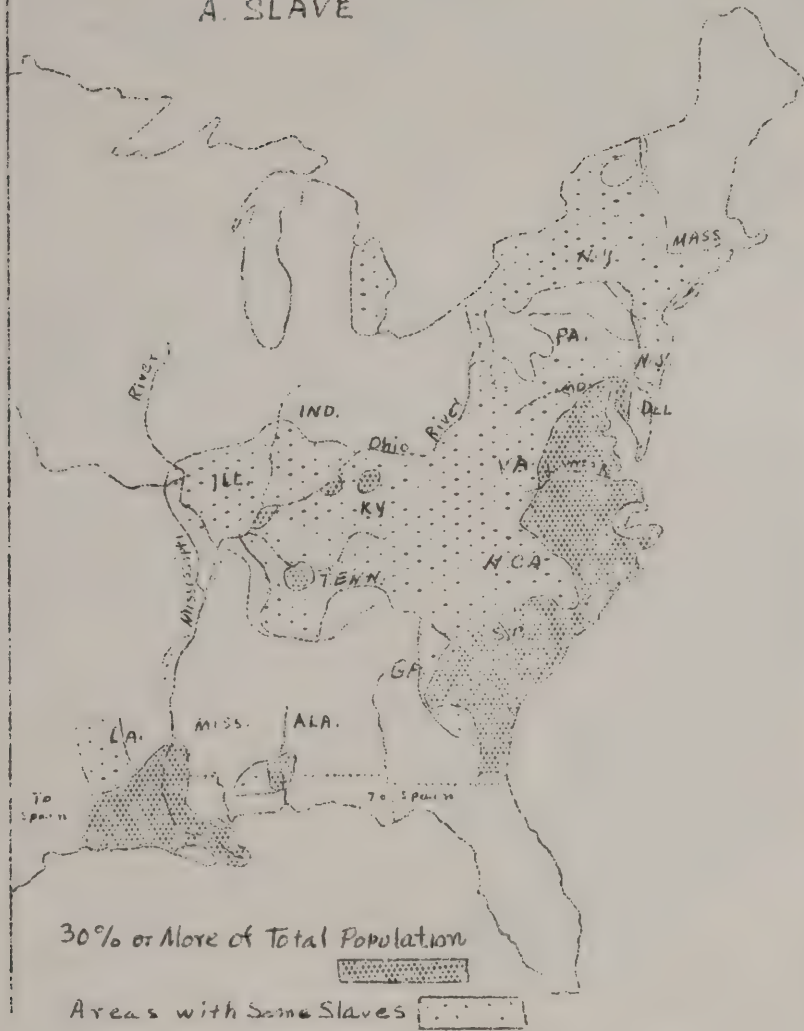 A. SLAVE
MASS
N.Y.
PA.
N.J.
MD.
DEL
River
IND.
Ohio River
VA.
ILL.
KY
Mississippi
TENN.
N.CA
GA
MISS.
ALA.
LA.
To Spain
To Spain
30% or More of Total Population
Areas with Some Slaves